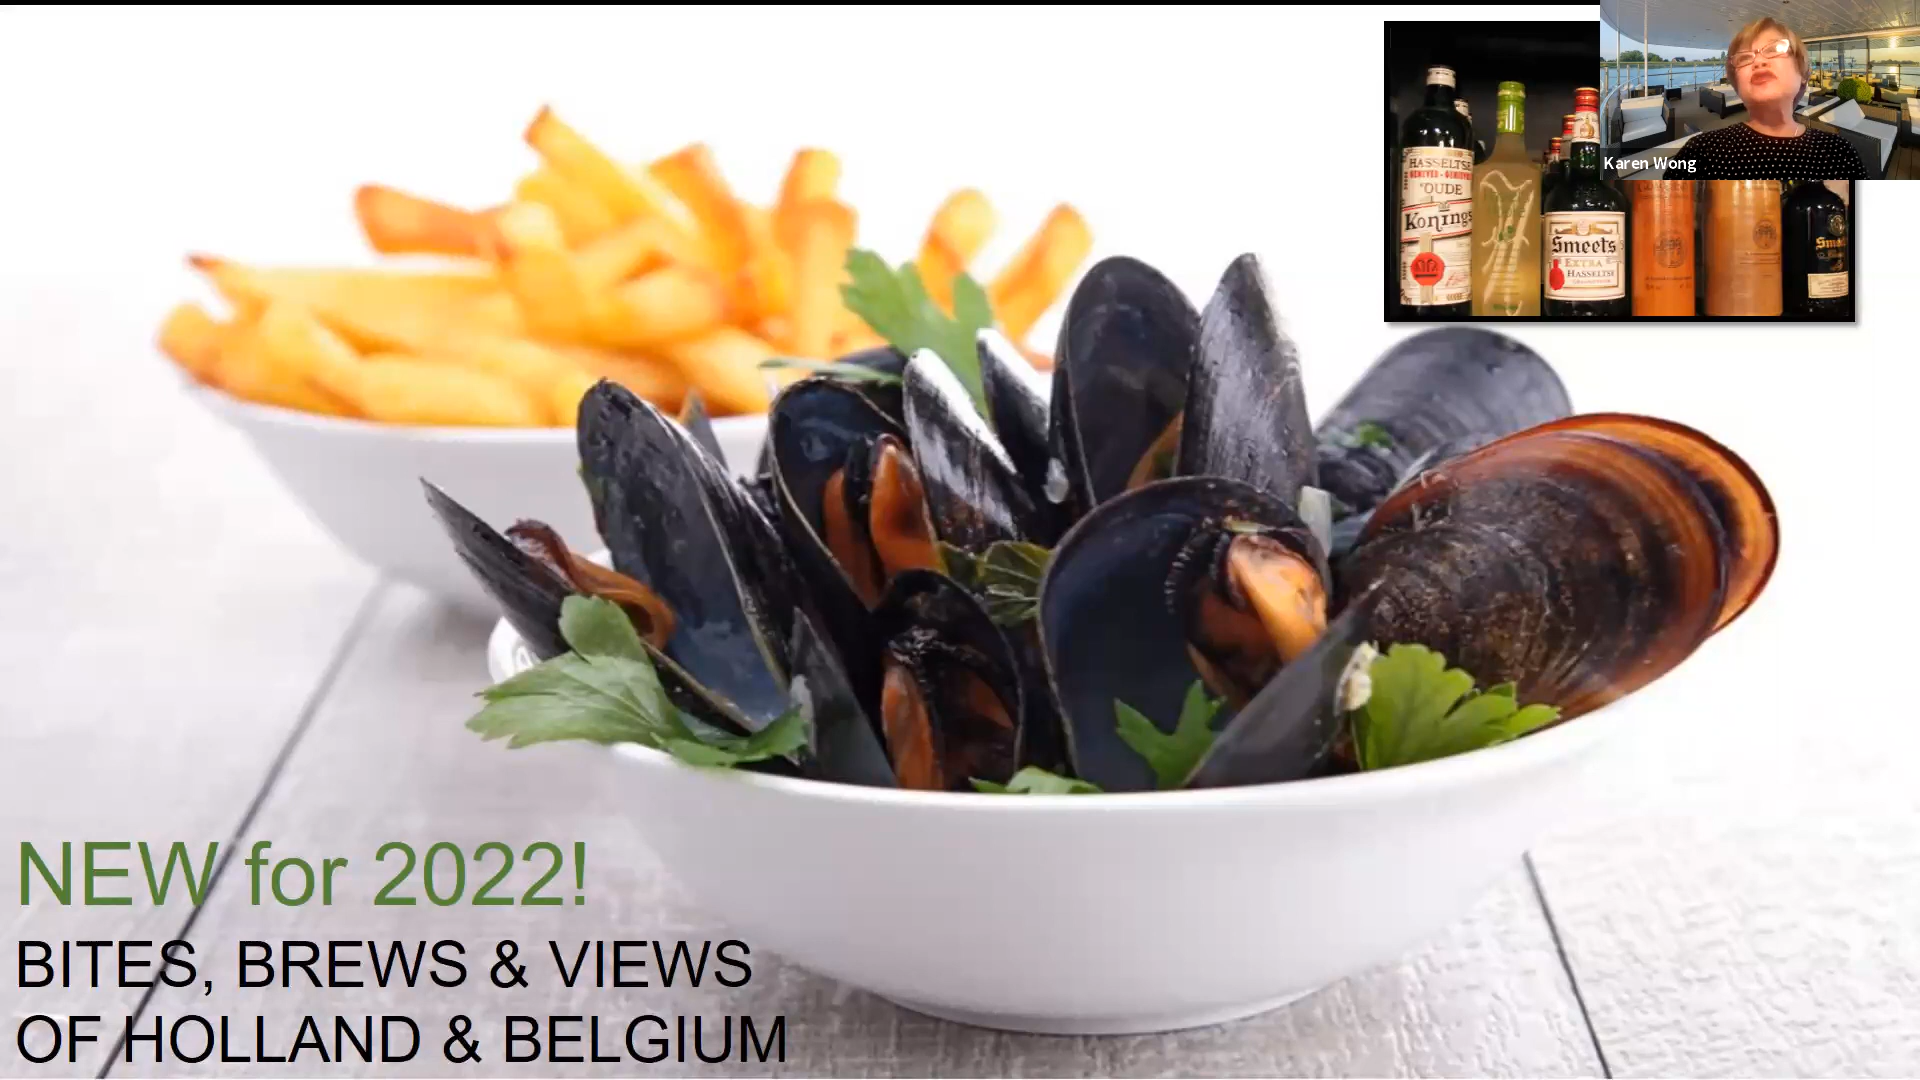 Karen Wong
HASSELTSE
'OUDE
Konings
Smeets
EXTRA
HASSELTSE
NEW for 2022!
BITES, BREWS & VIEWS
OF HOLLAND & BELGIUM